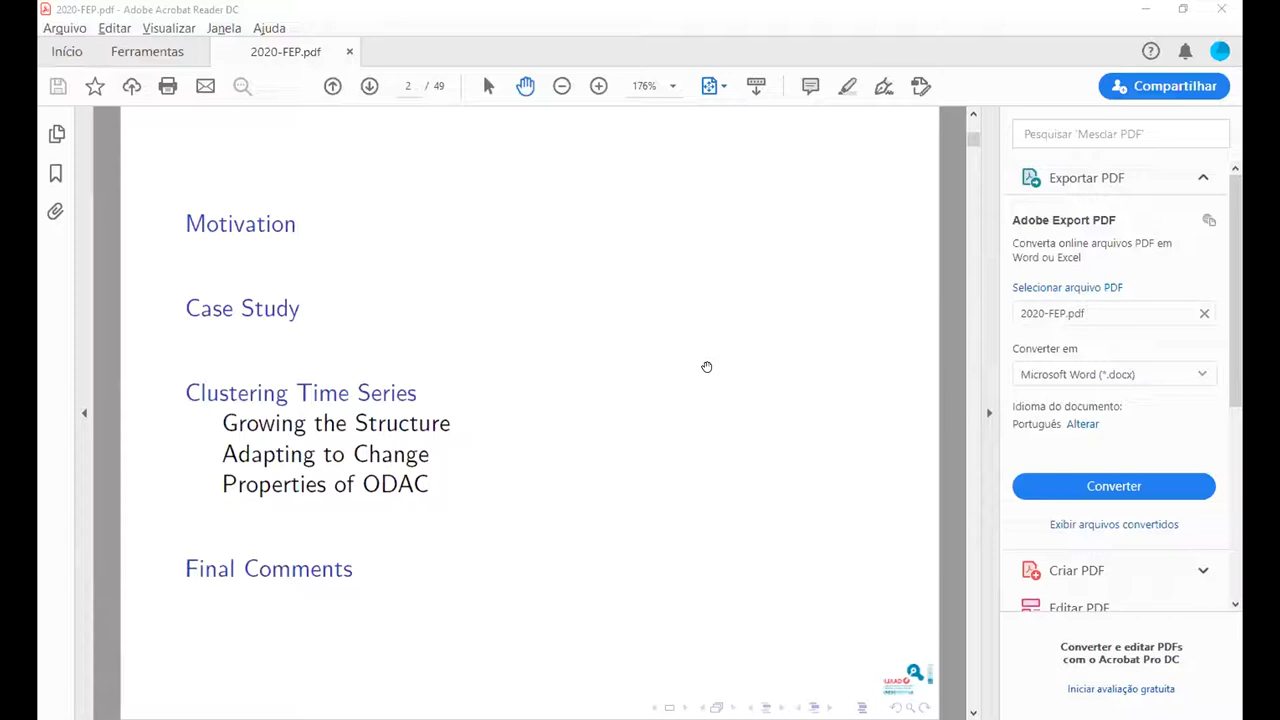 2020-FEP.pdf - Adobe Acrobat Reader DC
Arquivo Editar Visualizar Janela Ajuda
Início Ferramentas 2020-FEP.pdf
2 / 49 176% Compartilhar
Pesquisar 'Mesclar PDF'
Exportar PDF
Adobe Export PDF
Converta online arquivos PDF em
Word ou Excel
Selecionar arquivo PDF
2020-FEP.pdf
Converter em
Microsoft Word (*.docx)
Idioma do documento:
Português Alterar
Converter
Exibir arquivos convertidos
Criar PDF
Editar PDF
Converter e editar PDFs
com o Acrobat Pro DC
Iniciar avaliação gratuita
Motivation
Case Study
Clustering Time Series
Growing the Structure
Adapting to Change
Properties of ODAC
Final Comments